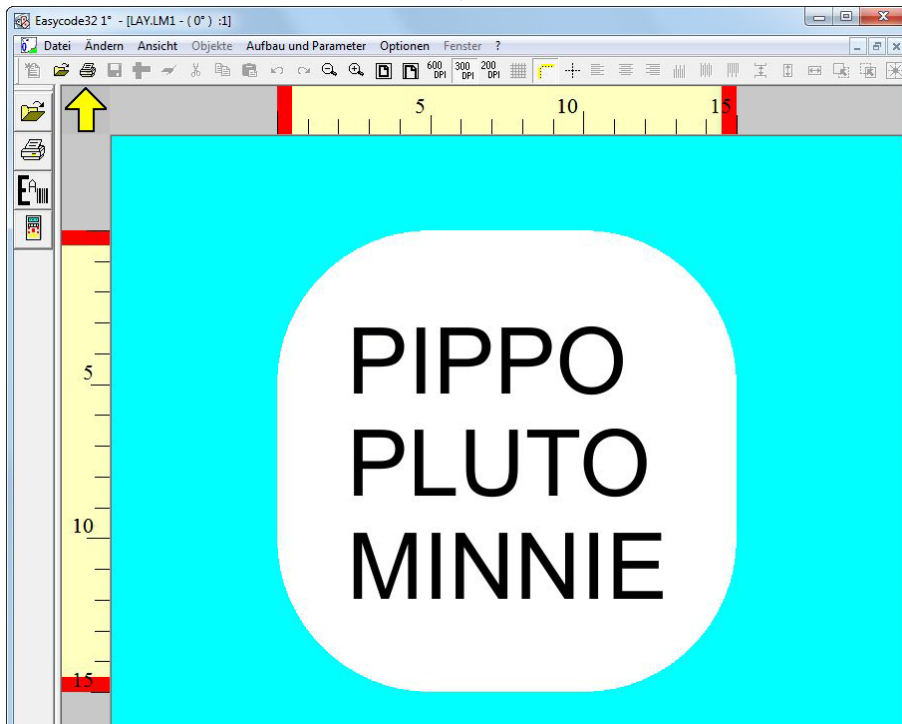 Easycode32 1° - [LAY.LM1 - ( 0° ) :1]
Datei Ändern Ansicht Objekte Aufbau und Parameter Optionen Fenster ?
600 DPI 300 DPI 200 DPI
5 10 15
E A
5
10
15
PIPPO
PLUTO
MINNIE